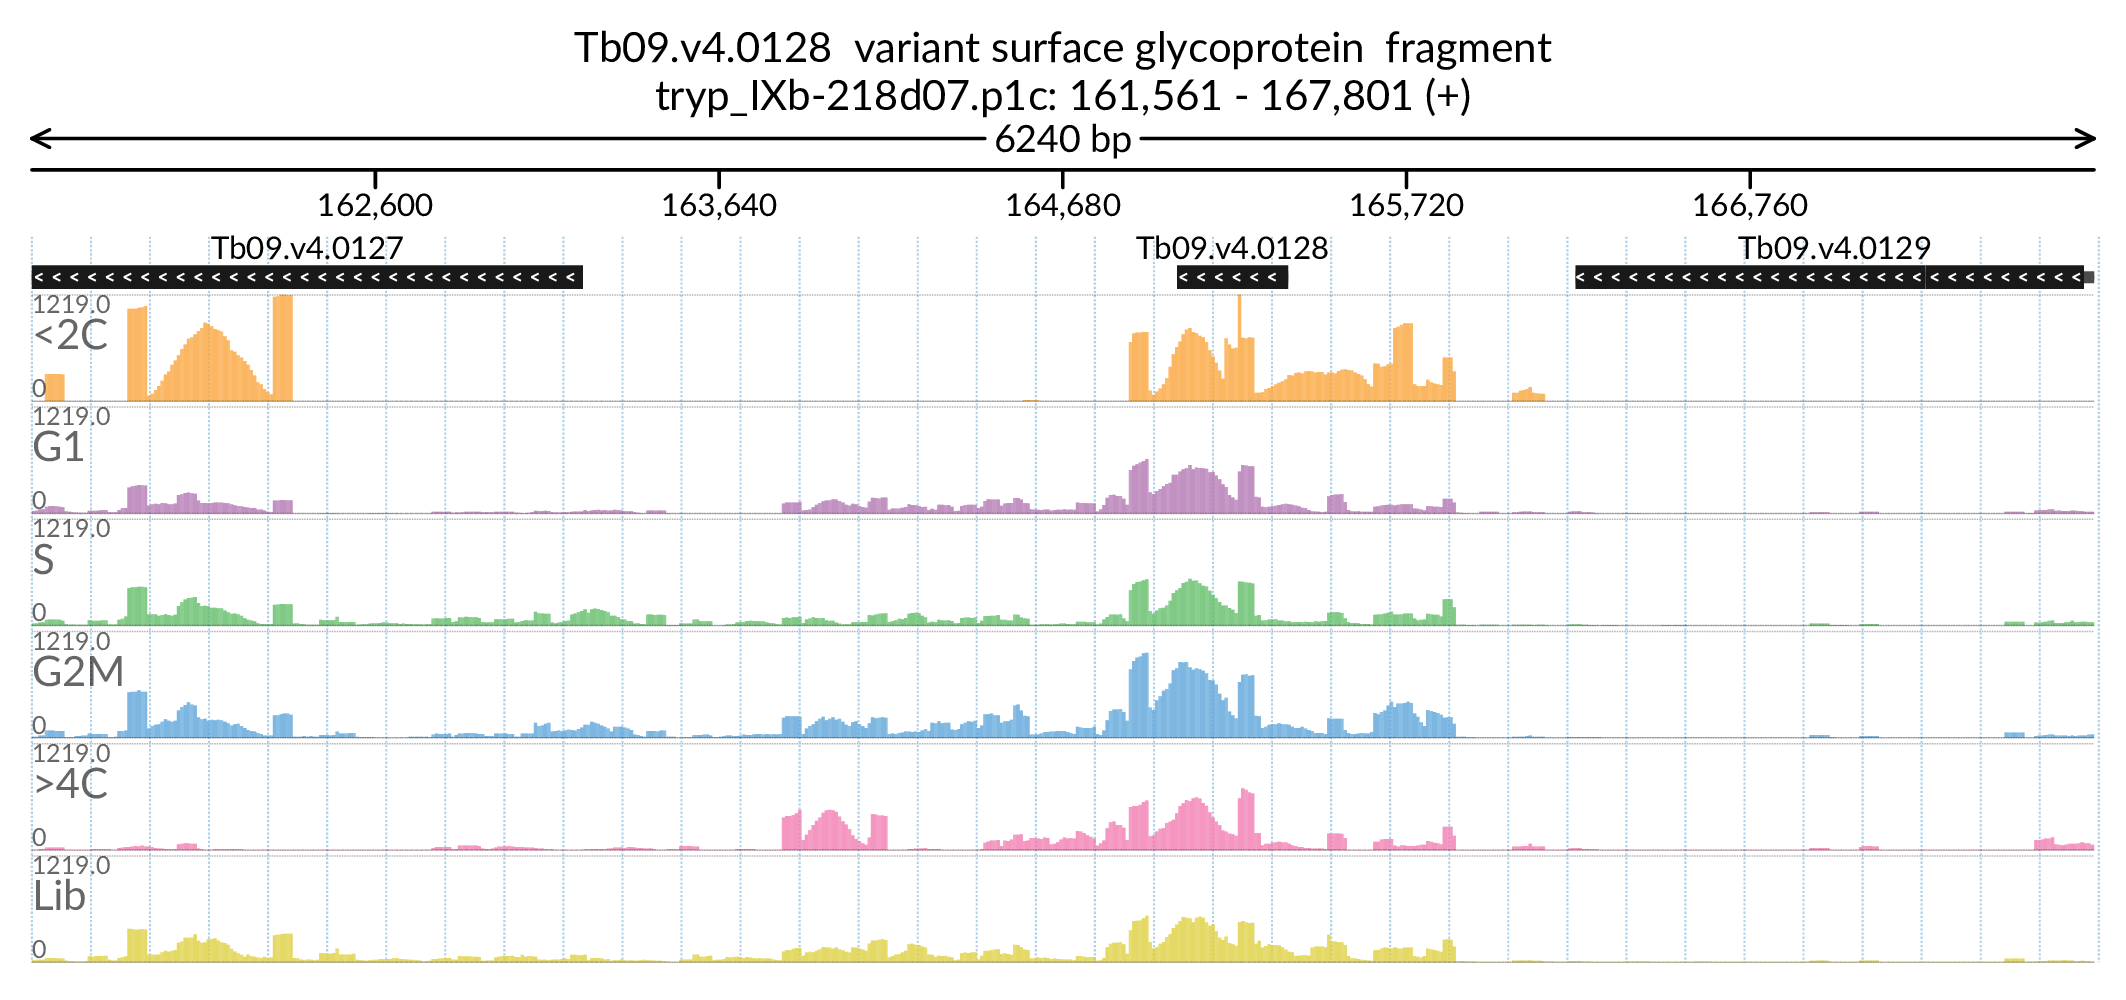 Tb09.v4.0128 variant surface glycoprotein fragment
tryp_IXb-218d07.p1c: 161,561 - 167,801 (+)
6240 bp
162,600 163,640 164,680 165,720 166,760
Tb09.v4.0127 Tb09.v4.0128 Tb09.v4.0129
1219.0
<2C
0
1219.0
G1
0
1219.0
S
0
1219.0
G2M
0
1219.0
>4C
0
1219.0
Lib
0